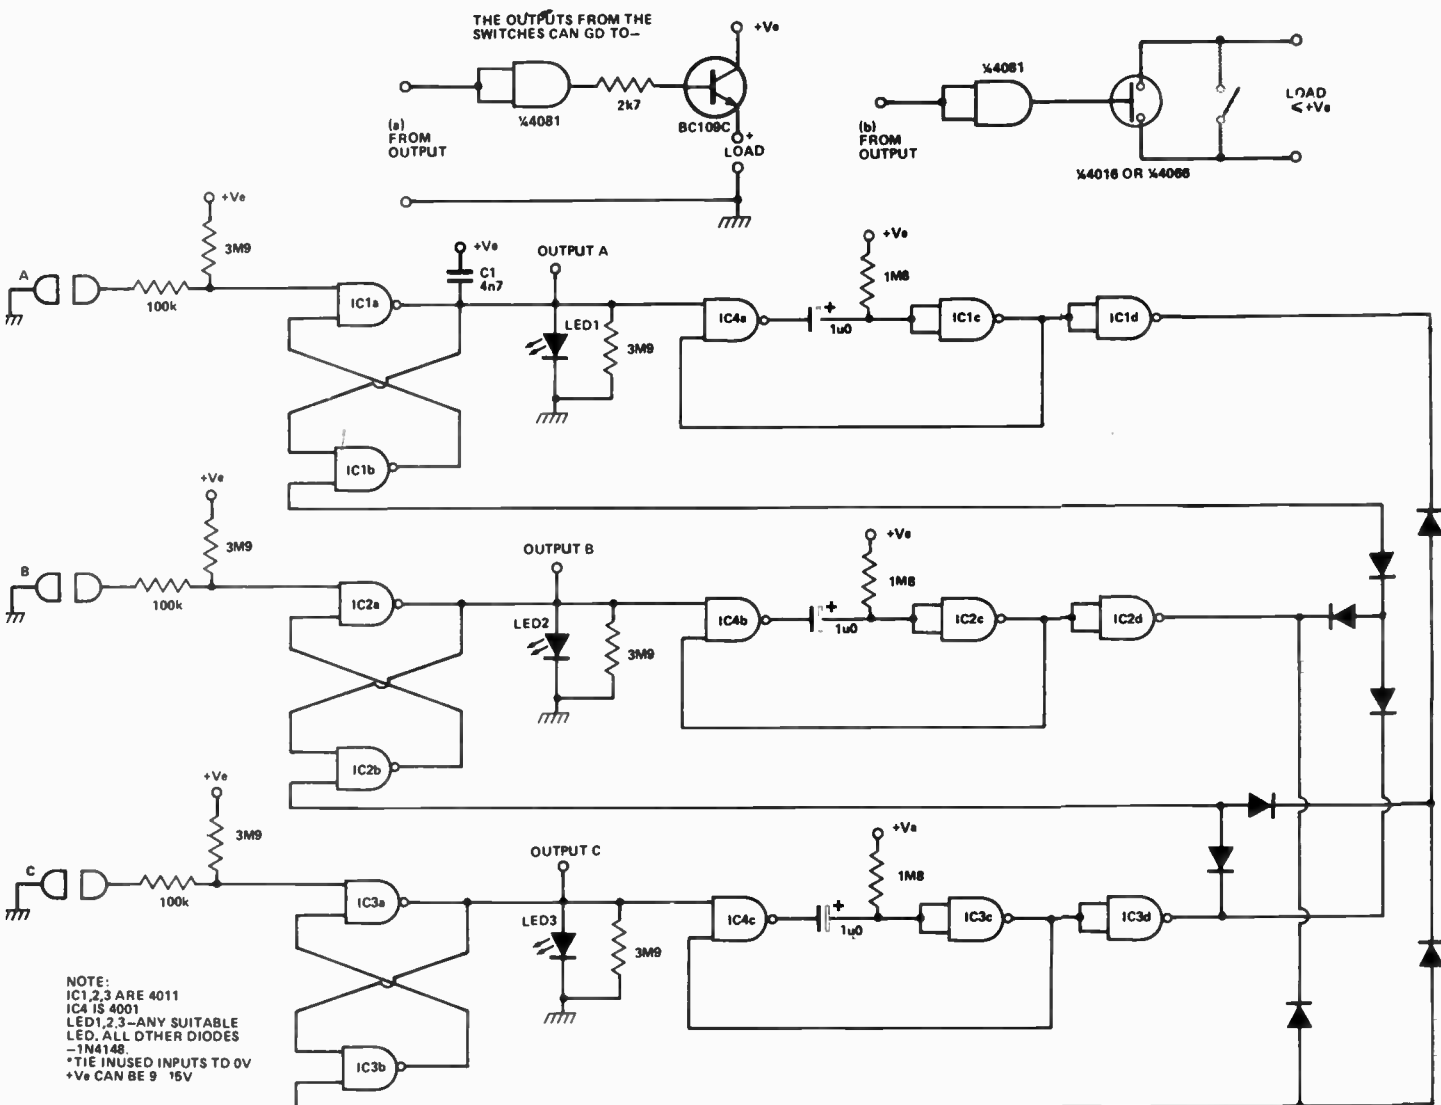 THE OUTPUTS FROM THE
SWITCHES CAN GD TO—
+Ve
¼4081
2k7
BC109C
(a)
FROM
OUTPUT
+
LOAD
¼4081
(b)
FROM
OUTPUT
LOAD
≤+Ve
¼4016 OR ¼4066
+Ve
3M9
A
100k
IC1a
+Ve
C1
4n7
OUTPUT A
LED1
3M9
IC4a
+Ve
1M8
+
1u0
IC1c
IC1d
IC1b
+Ve
3M9
B
100k
IC2a
OUTPUT B
LED2
3M9
IC4b
+Ve
1M8
+
1u0
IC2c
IC2d
IC2b
+Ve
3M9
C
100k
IC3a
OUTPUT C
LED3
3M9
IC4c
+Ve
1M8
+
1u0
IC3c
IC3d
IC3b
NOTE:
IC1,2,3 ARE 4011
IC4 IS 4001
LED1,2,3—ANY SUITABLE
LED. ALL DTHER DIODES
—1N4148.
*TIE INUSED INPUTS TD 0V
+Ve CAN BE 9 15V